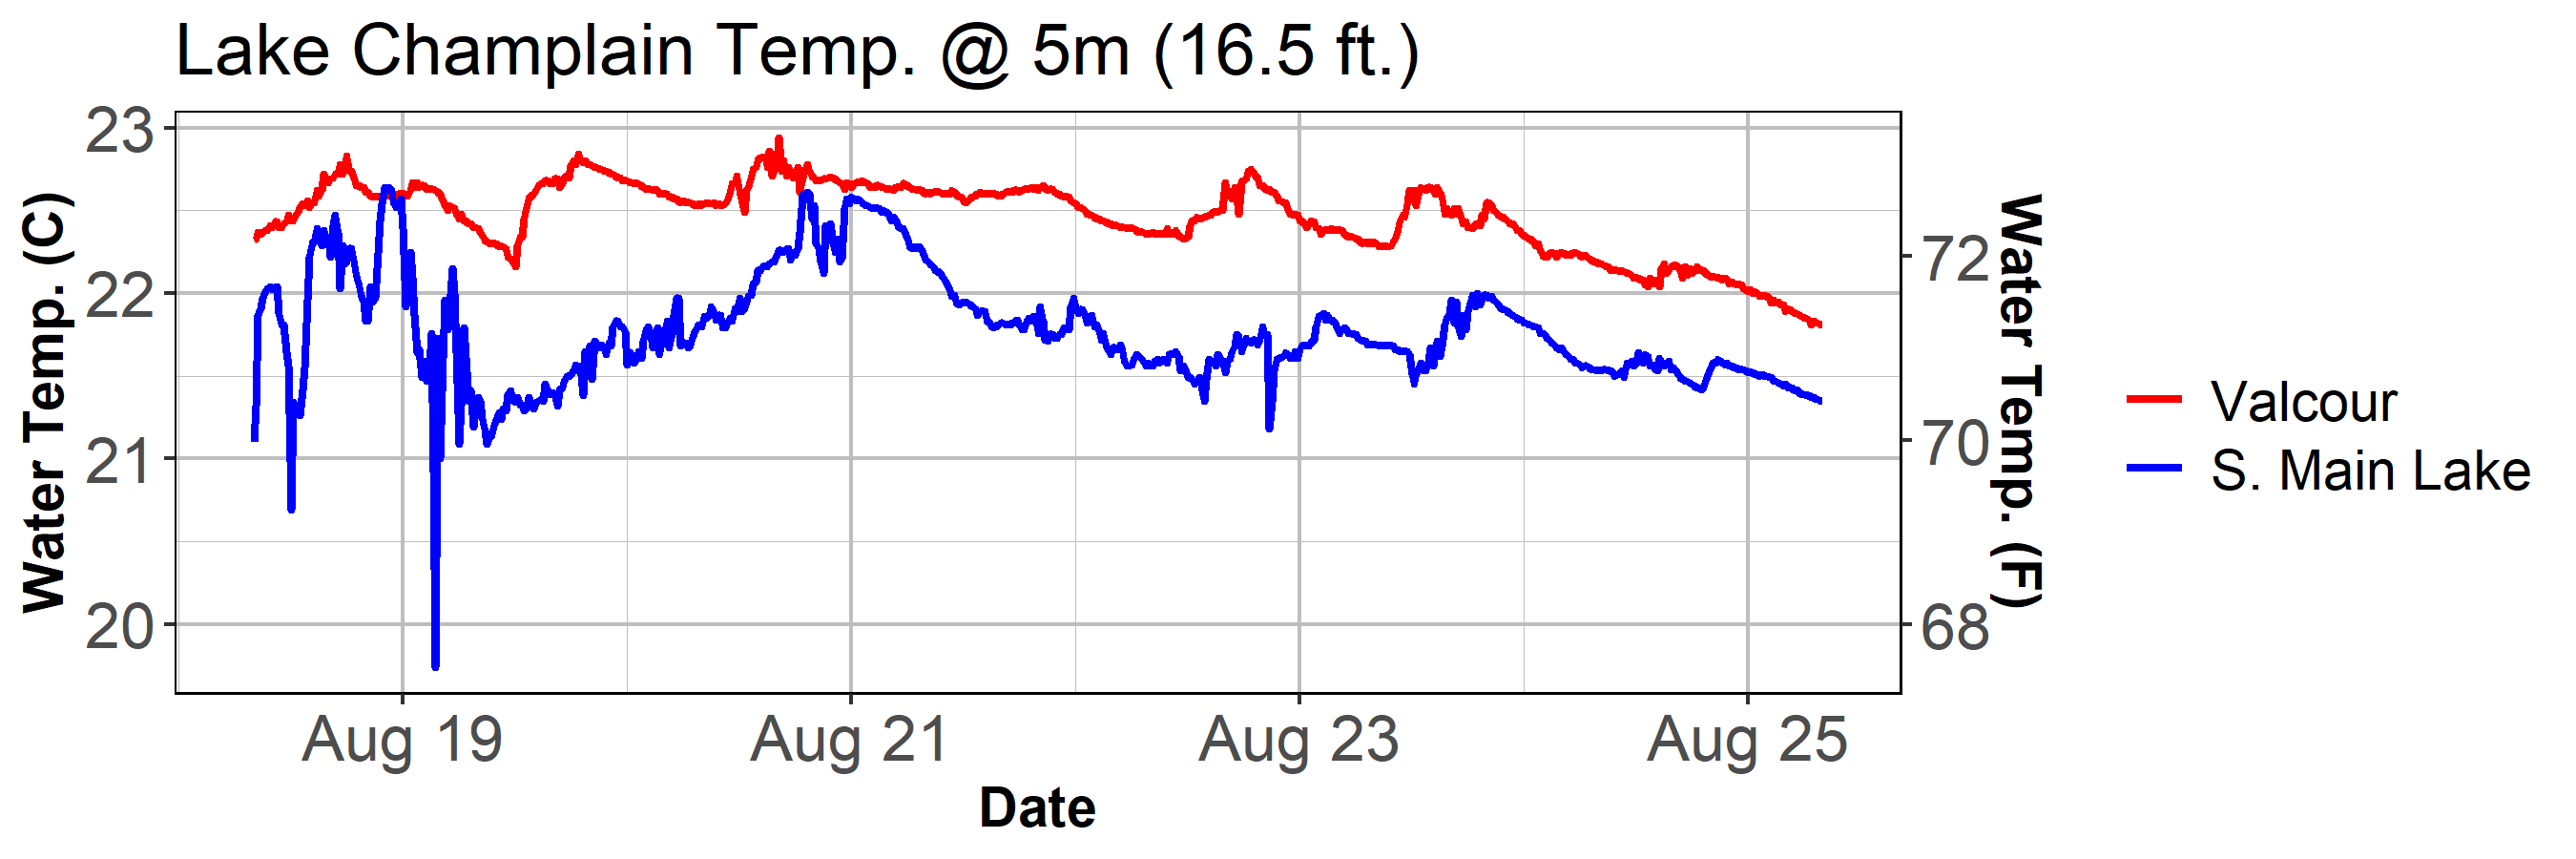 Lake Champlain Temp. @ 5m (16.5 ft.)
Water Temp. (C)
23
22
21
20
72
70
68
Water Temp. (F)
Aug 19
Aug 21
Aug 23
Aug 25
Date
Valcour
S. Main Lake